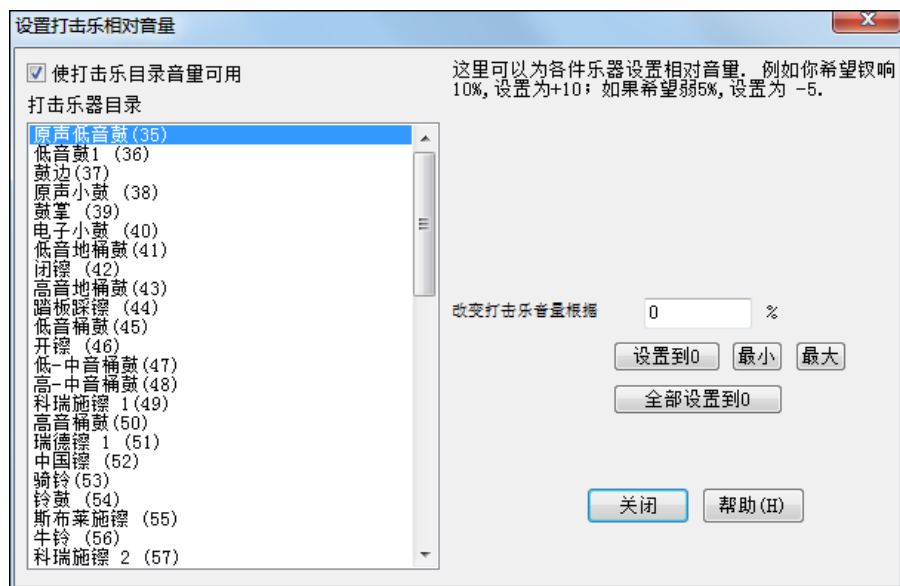 设置打击乐相对音量
使打击乐目录音量可用
打击乐器目录
原声低音鼓(35)
低音鼓1 (36)
鼓边(37)
原声小鼓 (38)
鼓掌 (39)
电子小鼓 (40)
低音地桶鼓(41)
闭镲 (42)
高音地桶鼓(43)
踏板踩镲 (44)
低音桶鼓(45)
开镲 (46)
低-中音桶鼓(47)
高-中音桶鼓(48)
科瑞施镲 1(49)
高音桶鼓(50)
瑞德镲 1 (51)
中国镲 (52)
骑铃(53)
铃鼓 (54)
斯布莱施镲 (55)
牛铃 (56)
科瑞施镲 2 (57)
这里可以为各件乐器设置相对音量. 例如你希望钗响
10%,设置为+10; 如果希望弱5%,设置为 -5.
改变打击乐音量根据 0 %
设置到0 最小 最大
全部设置到0
关闭 帮助(H)